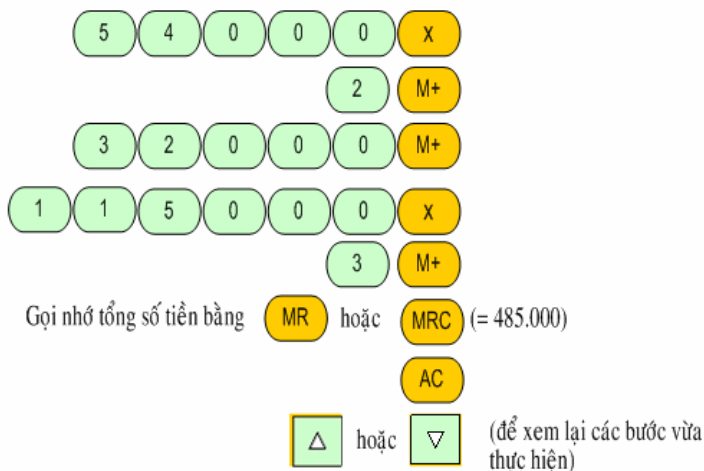 5 4 0 0 0 x
2 M+
3 2 0 0 0 M+
1 1 5 0 0 0 x
3 M+
Gọi nhớ tổng số tiền bằng MR hoặc MRC (= 485.000)
AC
△ hoặc ▽ (để xem lại các bước vừa
thực hiện)